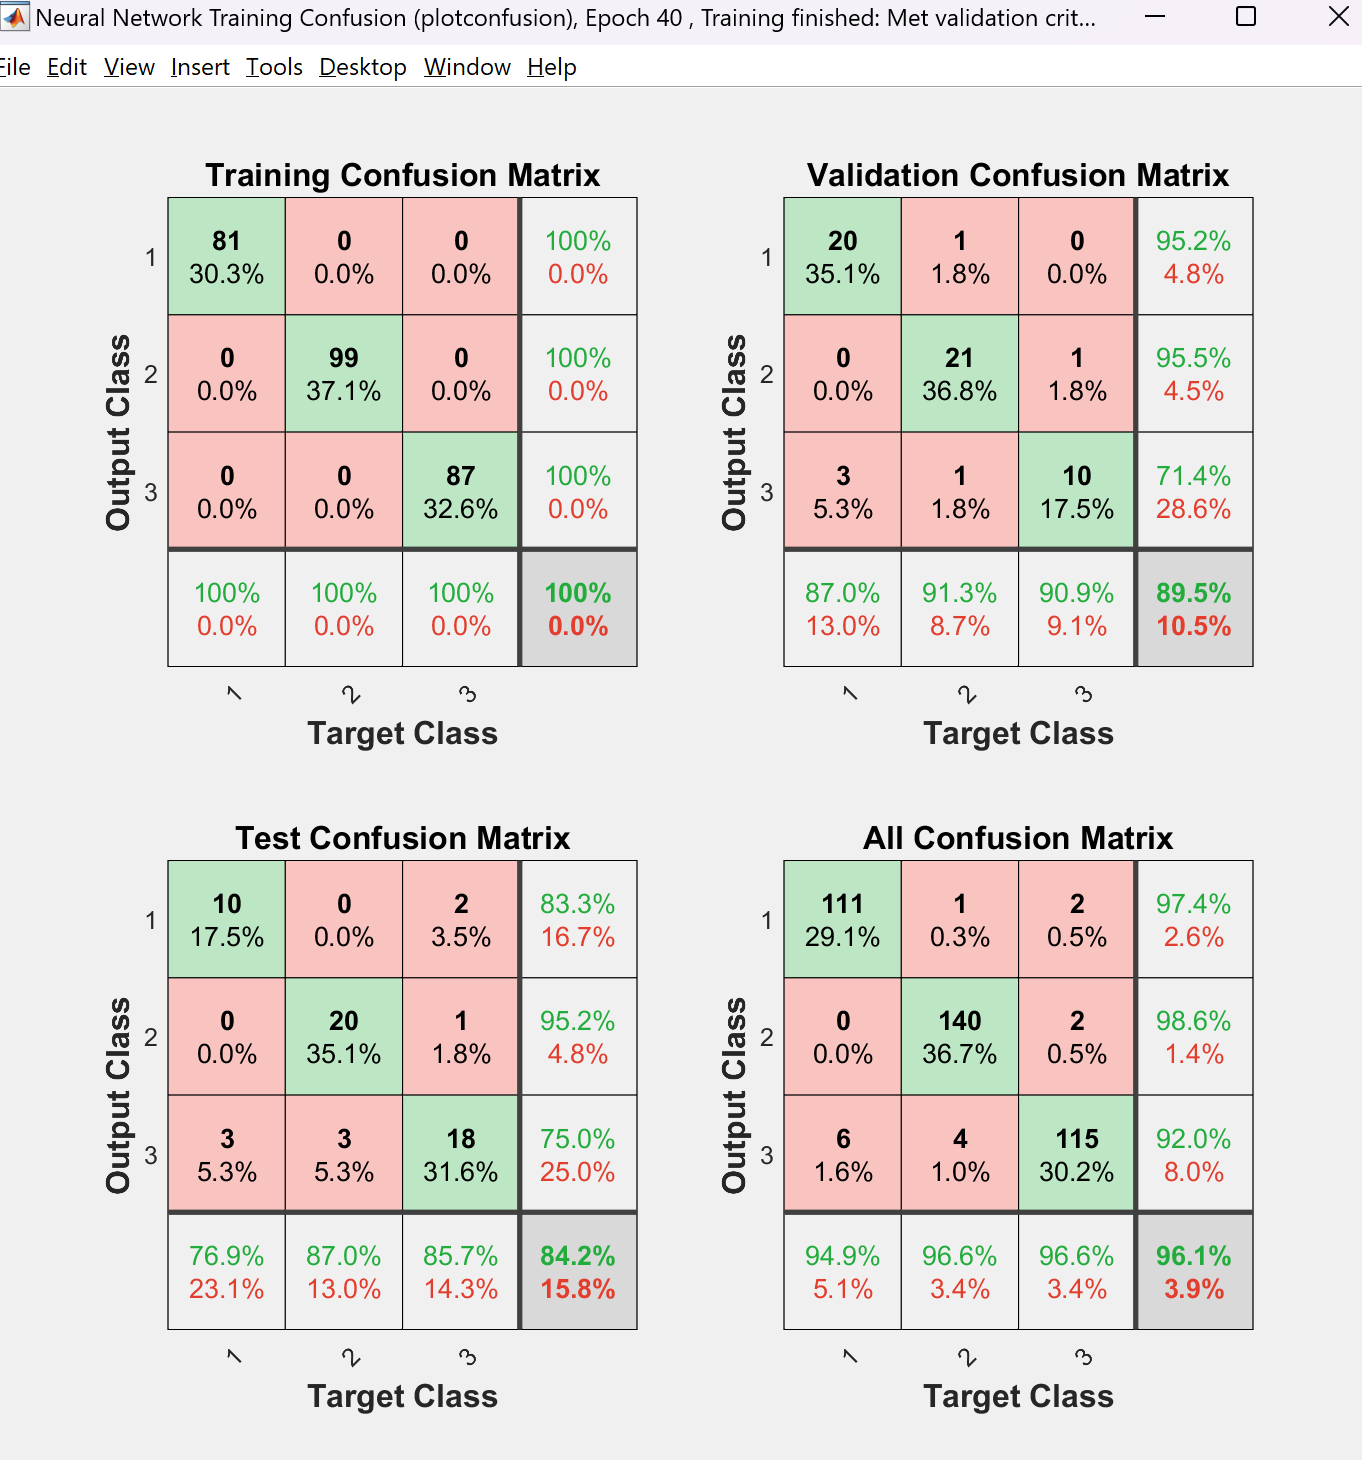 Neural Network Training Confusion (plotconfusion), Epoch 40 , Training finished: Met validation crit...
File Edit View Insert Tools Desktop Window Help
Training Confusion Matrix
81 0 0 100%
1
30.3% 0.0% 0.0% 0.0%
0 99 0 100%
2
0.0% 37.1% 0.0% 0.0%
0 0 87 100%
3
0.0% 0.0% 32.6% 0.0%
100% 100% 100% 100%
0.0% 0.0% 0.0% 0.0%
1 2 3
Target Class
Output Class
Validation Confusion Matrix
20 1 0 95.2%
1
35.1% 1.8% 0.0% 4.8%
0 21 1 95.5%
2
0.0% 36.8% 1.8% 4.5%
3 1 10 71.4%
3
5.3% 1.8% 17.5% 28.6%
87.0% 91.3% 90.9% 89.5%
13.0% 8.7% 9.1% 10.5%
1 2 3
Target Class
Output Class
Test Confusion Matrix
10 0 2 83.3%
1
17.5% 0.0% 3.5% 16.7%
0 20 1 95.2%
2
0.0% 35.1% 1.8% 4.8%
3 3 18 75.0%
3
5.3% 5.3% 31.6% 25.0%
76.9% 87.0% 85.7% 84.2%
23.1% 13.0% 14.3% 15.8%
1 2 3
Target Class
Output Class
All Confusion Matrix
111 1 2 97.4%
1
29.1% 0.3% 0.5% 2.6%
0 140 2 98.6%
2
0.0% 36.7% 0.5% 1.4%
6 4 115 92.0%
3
1.6% 1.0% 30.2% 8.0%
94.9% 96.6% 96.6% 96.1%
5.1% 3.4% 3.4% 3.9%
1 2 3
Target Class
Output Class